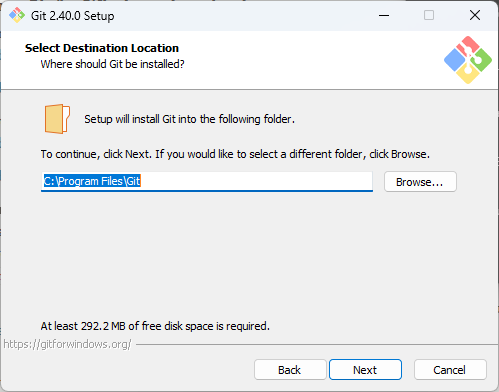 Git 2.40.0 Setup
Select Destination Location
Where should Git be installed?
Setup will install Git into the following folder.
To continue, click Next. If you would like to select a different folder, click Browse.
C:\Program Files\Git
Browse...
At least 292.2 MB of free disk space is required.
https://gitforwindows.org/
Back
Next
Cancel